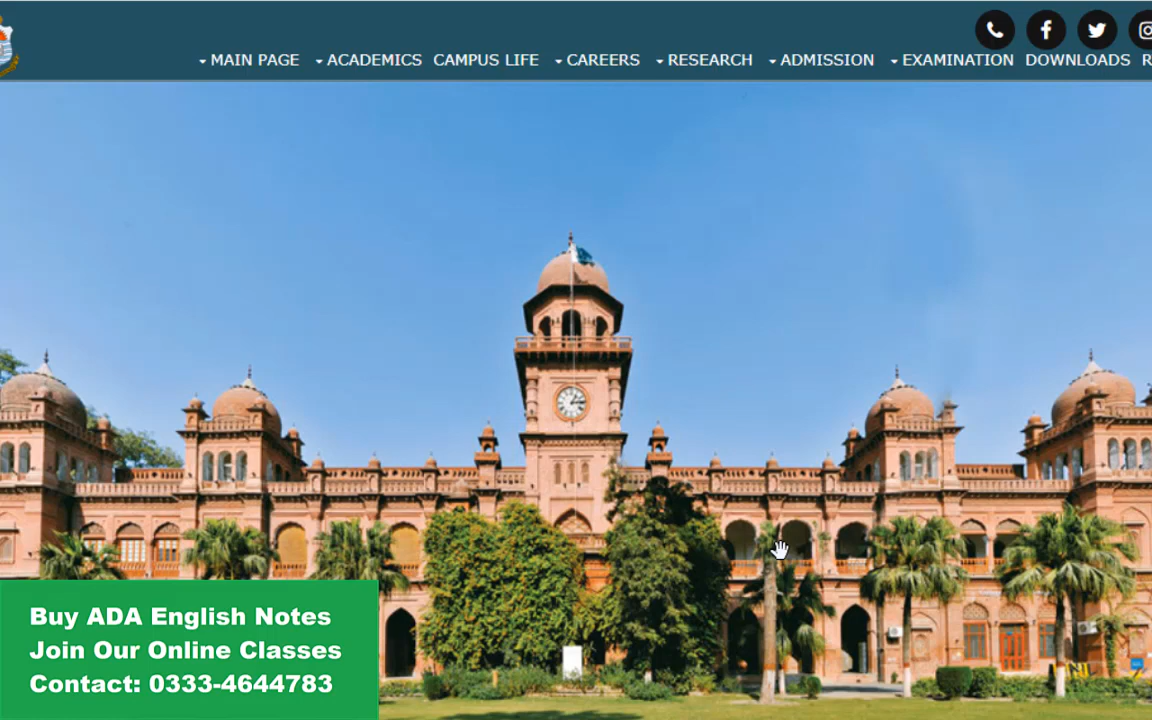 MAIN PAGE ACADEMICS CAMPUS LIFE CAREERS RESEARCH ADMISSION EXAMINATION DOWNLOADS R
Buy ADA English Notes
Join Our Online Classes
Contact: 0333-4644783